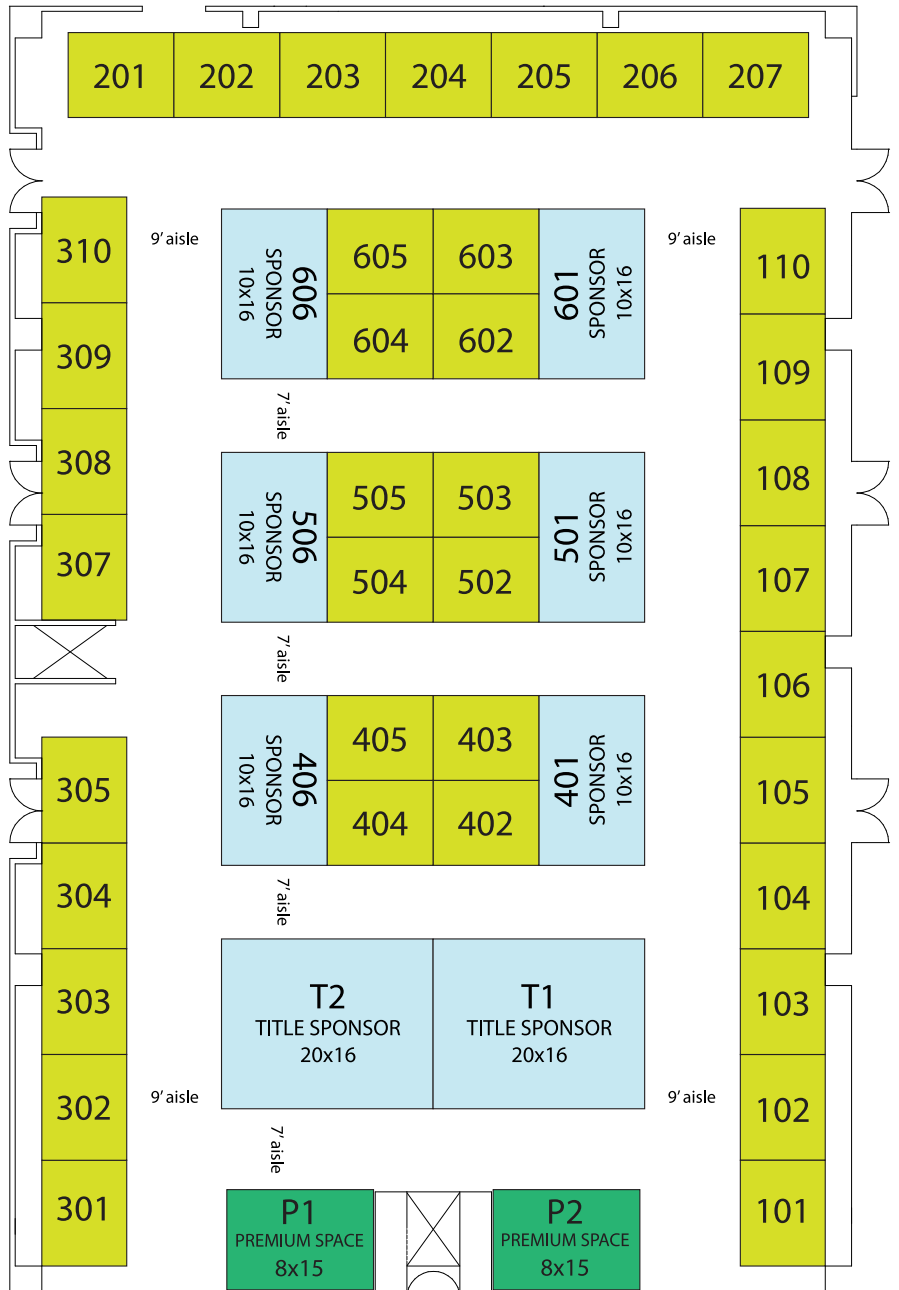 201 202 203 204 205 206 207
310
309
308
307
305
304
303
302
301
9' aisle
9' aisle
606
SPONSOR
10x16
605 603
604 602
601
SPONSOR
10x16
7' aisle
506
SPONSOR
10x16
505 503
504 502
501
SPONSOR
10x16
7' aisle
406
SPONSOR
10x16
405 403
404 402
401
SPONSOR
10x16
7' aisle
T2
TITLE SPONSOR
20x16
T1
TITLE SPONSOR
20x16
9' aisle
9' aisle
7' aisle
P1
PREMIUM SPACE
8x15
P2
PREMIUM SPACE
8x15
110
109
108
107
106
105
104
103
102
101